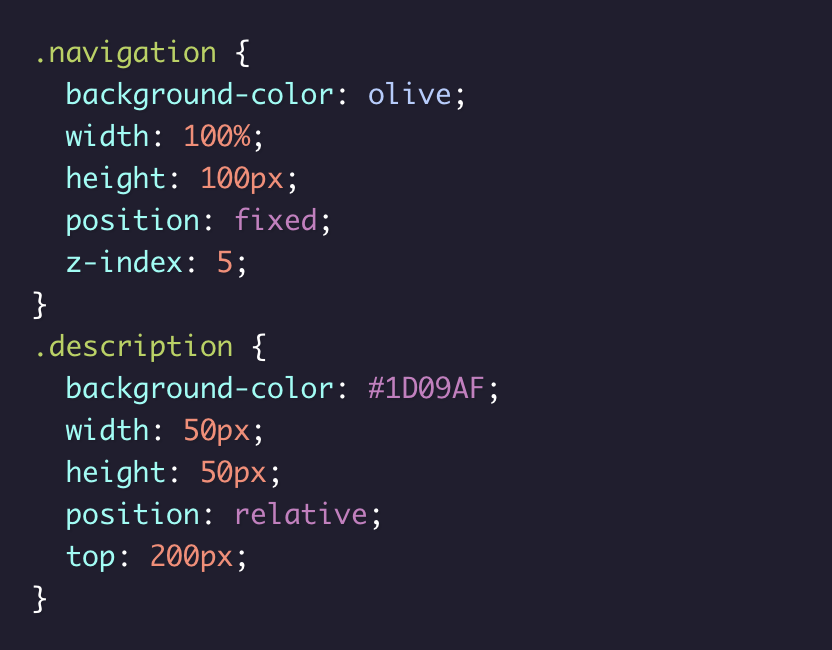 .navigation {
  background-color: olive;
  width: 100%;
  height: 100px;
  position: fixed;
  z-index: 5;
}
.description {
  background-color: #1D09AF;
  width: 50px;
  height: 50px;
  position: relative;
  top: 200px;
}